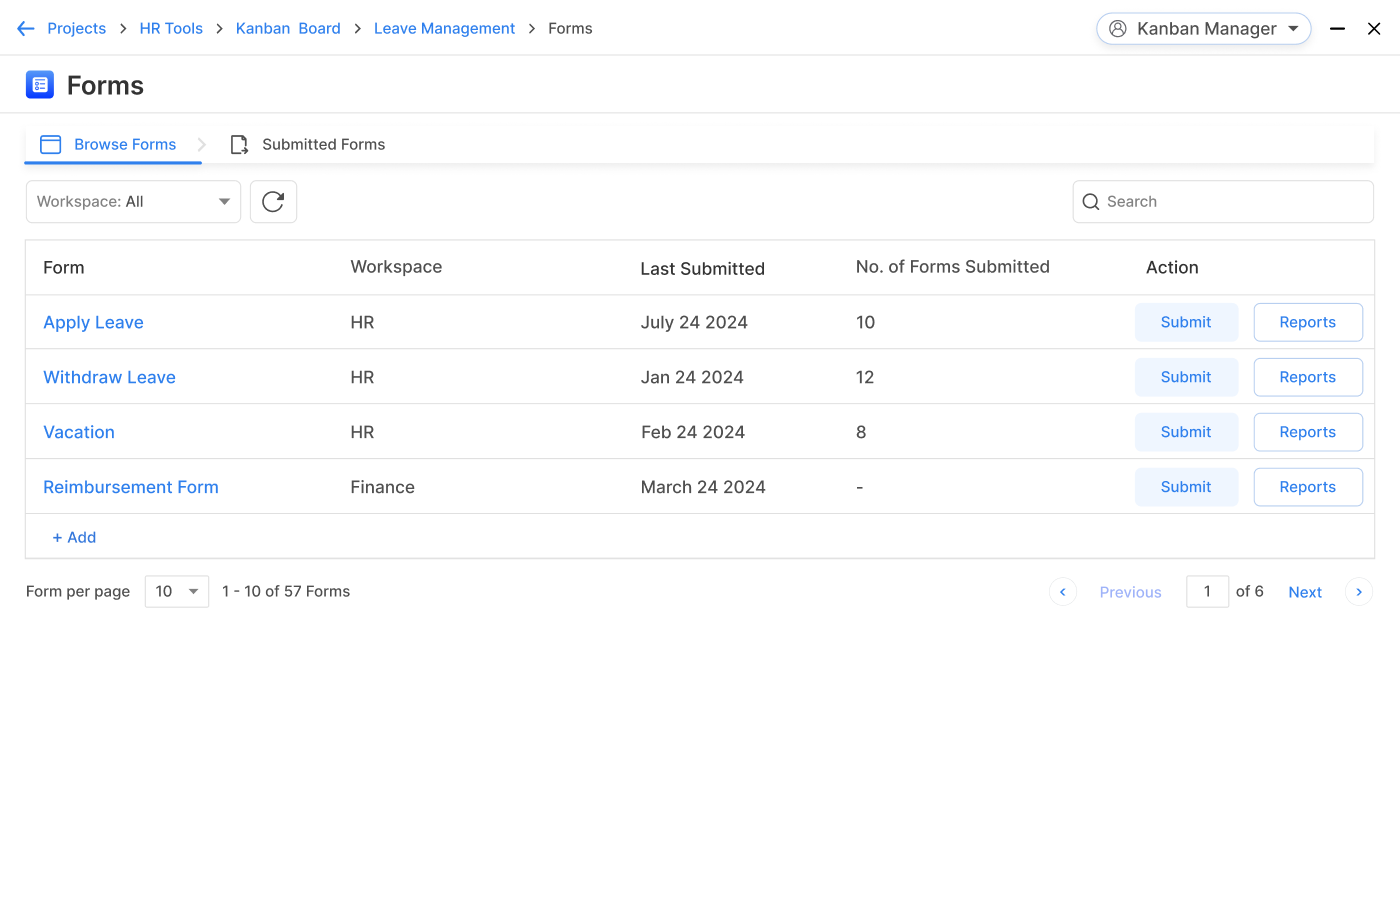 Projects > HR Tools > Kanban Board > Leave Management > Forms
Kanban Manager
Forms
Browse Forms
Submitted Forms
Workspace: All
Search
Form Workspace Last Submitted No. of Forms Submitted Action
Apply Leave HR July 24 2024 10 Submit Reports
Withdraw Leave HR Jan 24 2024 12 Submit Reports
Vacation HR Feb 24 2024 8 Submit Reports
Reimbursement Form Finance March 24 2024 - Submit Reports
+ Add
Form per page 10 1 - 10 of 57 Forms
Previous 1 of 6 Next